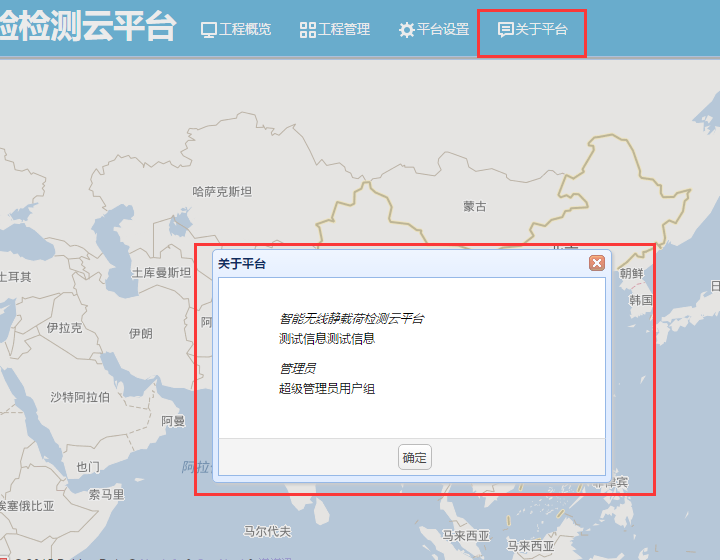 检检测云平台
工程概览
工程管理
平台设置
关于平台
哈萨克斯坦
蒙古
土库曼斯坦
朝鲜
土耳其
韩国
伊拉克
伊朗
沙特阿拉伯
阿曼
也门
索马里
埃塞俄比亚
马尔代夫
马来西亚
马来西亚
关于平台
智能无线静载荷检测云平台
测试信息测试信息
管理员
超级管理员用户组
确定